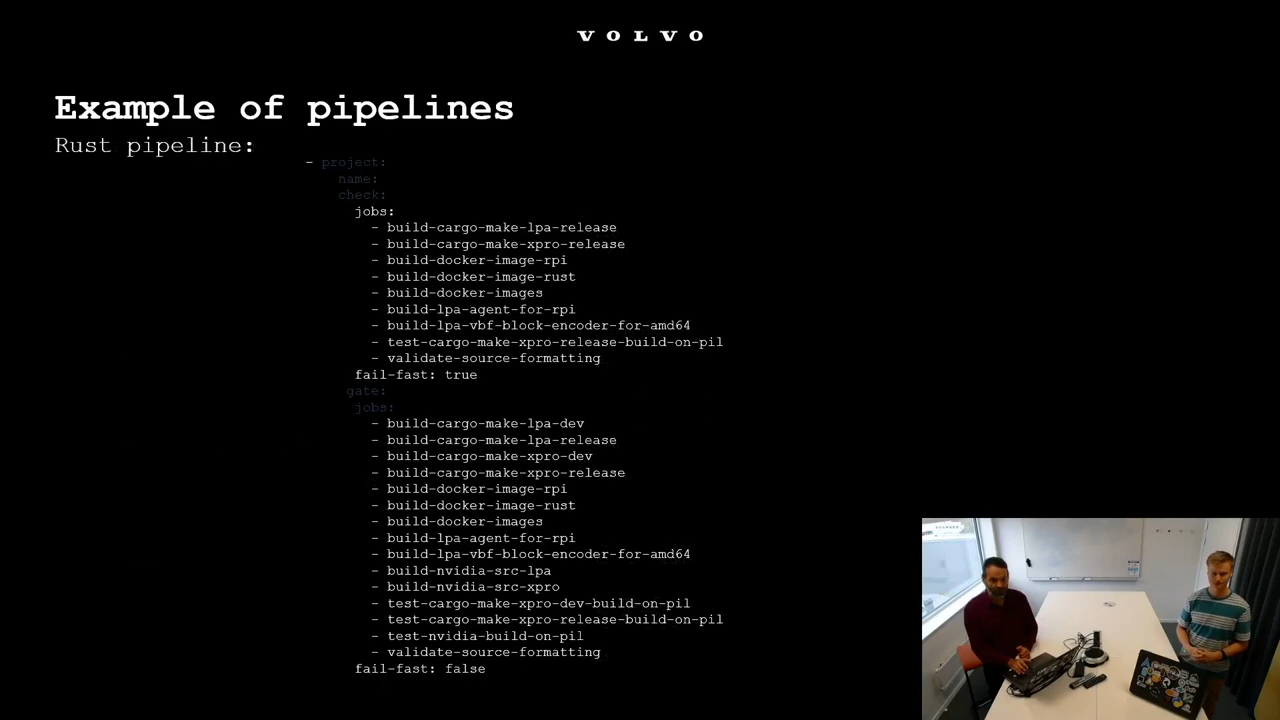 VOLVO
Example of pipelines
Rust pipeline:
- project:
name:
check:
jobs:
- build-cargo-make-lpa-release
- build-cargo-make-xpro-release
- build-docker-image-rpi
- build-docker-image-rust
- build-docker-images
- build-lpa-agent-for-rpi
- build-lpa-vbf-block-encoder-for-amd64
- test-cargo-make-xpro-release-build-on-pil
- validate-source-formatting
fail-fast: true
gate:
jobs:
- build-cargo-make-lpa-dev
- build-cargo-make-lpa-release
- build-cargo-make-xpro-dev
- build-cargo-make-xpro-release
- build-docker-image-rpi
- build-docker-image-rust
- build-docker-images
- build-lpa-agent-for-rpi
- build-lpa-vbf-block-encoder-for-amd64
- build-nvidia-src-lpa
- build-nvidia-src-xpro
- test-cargo-make-xpro-dev-build-on-pil
- test-cargo-make-xpro-release-build-on-pil
- test-nvidia-build-on-pil
- validate-source-formatting
fail-fast: false